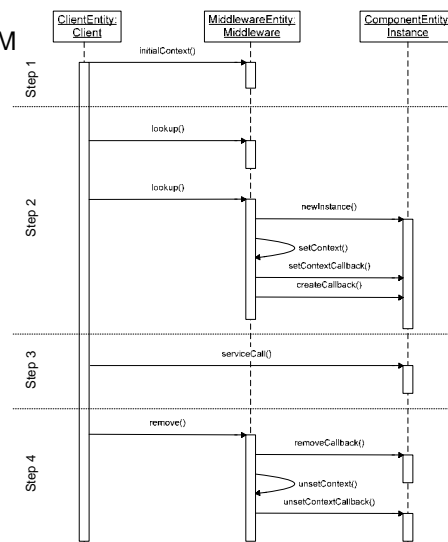 ClientEntity:
Client
MiddlewareEntity:
Middleware
ComponentEntity:
Instance
M
Step 1
initialContext()
Step 2
lookup()
lookup()
newInstance()
setContext()
setContextCallback()
createCallback()
Step 3
serviceCall()
Step 4
remove()
removeCallback()
unsetContext()
unsetContextCallback()